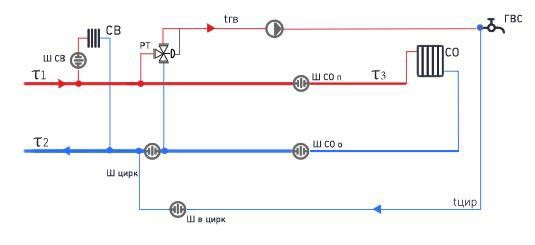 tгв
ГВС
СВ
РТ
Ш СВ
СО
τ1
Ш СО п
τ3
τ2
Ш СО о
Ш цирк
tцир
Ш в цирк